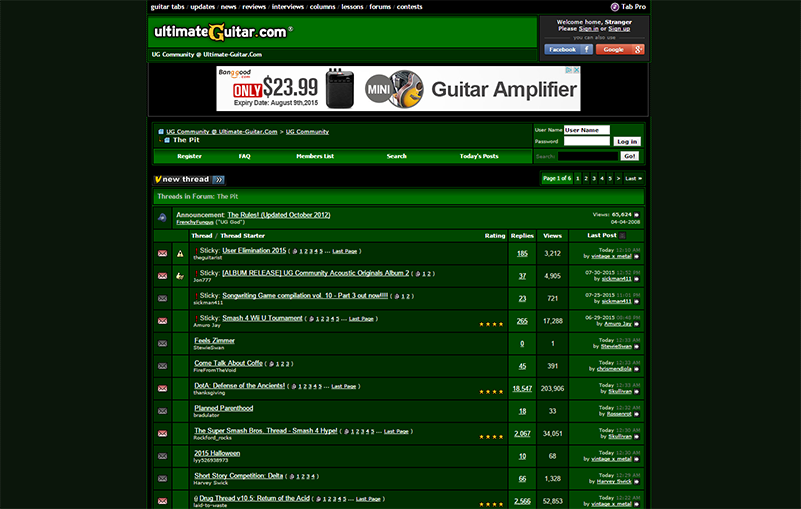 guitar tabs / updates / news / reviews / interviews / columns / lessons / forums / contests
Tab Pro
ultimateGuitar.com
UG Community @ Ultimate-Guitar.Com
Welcome home, Stranger
Please Sign in or Sign up
you can also use
Facebook f
Google
Banggood
ONLY $23.99
Expiry Date: August 9th,2015
MINI
Guitar Amplifier
UG Community @ Ultimate-Guitar.Com > UG Community
The Pit
User Name User Name
Password Log in
Register FAQ Members List Search Today's Posts
Search: Go!
new thread
Page 1 of 6 1 2 3 4 5 > Last »
Threads in Forum: The Pit
Announcement: The Rules! (Updated October 2012)
FrenchyFungus ("UG God")
Views: 65,624
04-04-2008
Thread / Thread Starter Rating Replies Views Last Post
! Sticky: User Elimination 2015 ( 1 2 3 4 5 ... Last Page ) 185 3,212 Today 12:10 AM
theguitarist by vintage x metal
! Sticky: [ALBUM RELEASE] UG Community Acoustic Originals Album 2 ( 1 2 ) 37 4,905 07-30-2015 12:52 PM
Jon777 by sickman411
! Sticky: Songwriting Game compilation vol. 10 - Part 3 out now!!!! ( 1 2 ) 23 721 07-25-2015 11:01 PM
sickman411 by sickman411
! Sticky: Smash 4 Wii U Tournament ( 1 2 3 4 5 ... Last Page ) 265 17,288 06-29-2015 08:48 PM
Amuro Jay by Amuro Jay
Feels Zimmer 0 1 Today 12:33 AM
StewieSwan by StewieSwan
Come Talk About Coffe ( 1 2 3 ) 45 391 Today 12:33 AM
FireFromTheVoid by chrismendiola
DotA: Defense of the Ancients! ( 1 2 3 4 5 ... Last Page ) 18,547 203,906 Today 12:33 AM
thanksgiving by Skullivan
Planned Parenthood 18 33 Today 12:32 AM
bradulator by Rossenrot
The Super Smash Bros. Thread - Smash 4 Hype! ( 1 2 3 4 5 ... Last Page ) 2,067 34,051 Today 12:30 AM
Rockford_rocks by Skullivan
2015 Halloween 10 68 Today 12:30 AM
lyy526938973 by vintage x metal
Short Story Competition: Delta ( 1 2 3 4 ) 66 1,328 Today 12:29 AM
Harvey Swick by Harvey Swick
Drug Thread v10.5: Return of the Acid ( 1 2 3 4 5 ... Last Page ) 2,566 52,853 Today 12:22 AM
laid-to-waste by vintage x metal